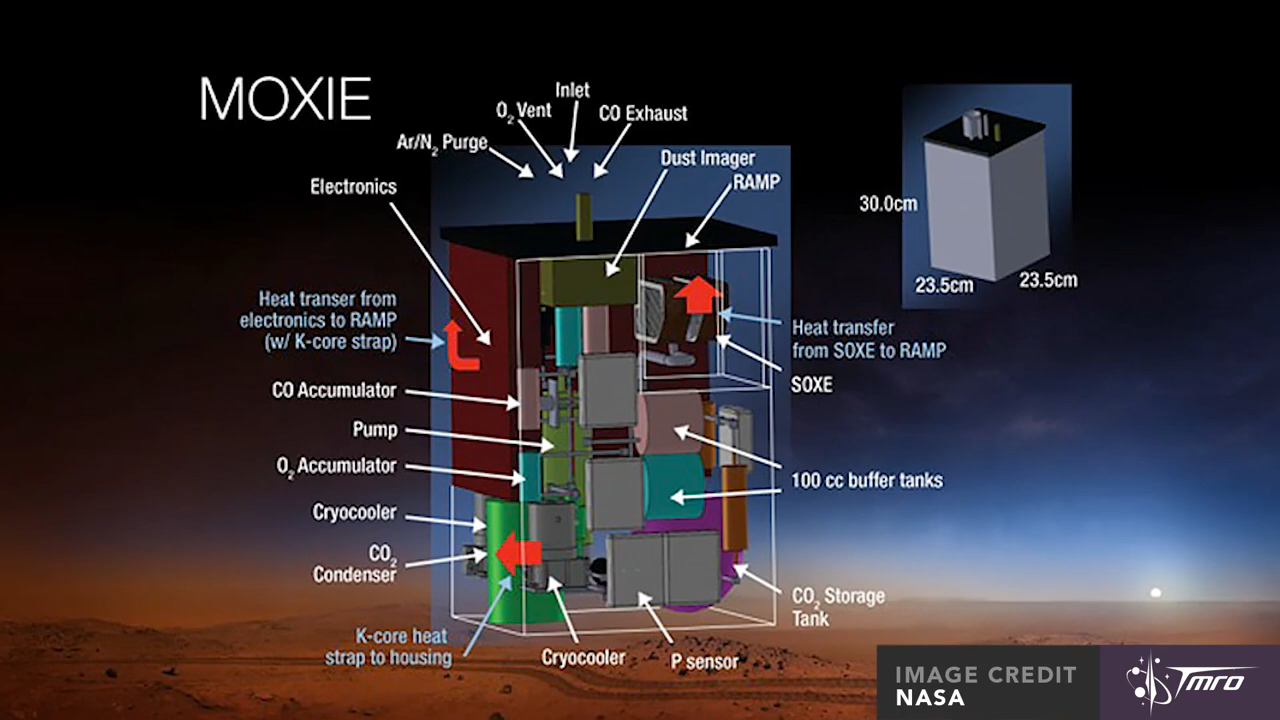 MOXIE
Inlet
O₂ Vent
CO Exhaust
Ar/N₂ Purge
Dust Imager
RAMP
Electronics
30.0cm
23.5cm
23.5cm
Heat transer from
electronics to RAMP
(w/ K-core strap)
Heat transfer
from SOXE to RAMP
SOXE
CO Accumulator
Pump
O₂ Accumulator
100 cc buffer tanks
Cryocooler
CO₂
Condenser
CO₂ Storage
Tank
K-core heat
strap to housing
Cryocooler
P sensor
IMAGE CREDIT
NASA
TMRO